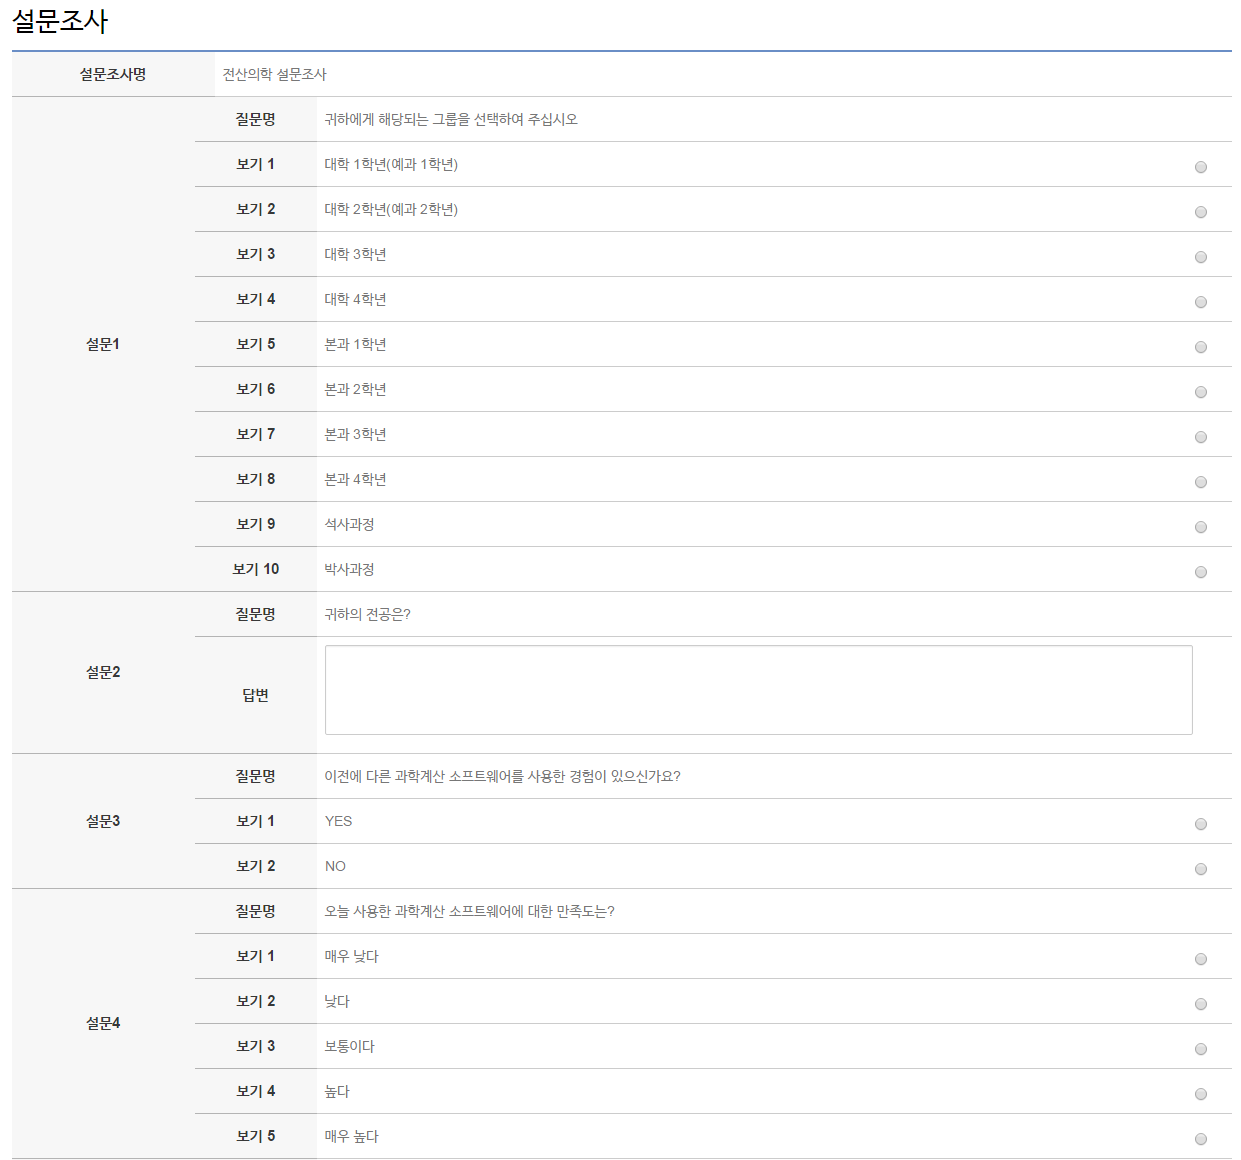 설문조사
설문조사명 전산의학 설문조사
질문명 귀하에게 해당되는 그룹을 선택하여 주십시오
보기 1 대학 1학년(예과 1학년)
보기 2 대학 2학년(예과 2학년)
보기 3 대학 3학년
보기 4 대학 4학년
설문1 보기 5 본과 1학년
보기 6 본과 2학년
보기 7 본과 3학년
보기 8 본과 4학년
보기 9 석사과정
보기 10 박사과정
질문명 귀하의 전공은?
설문2
답변
질문명 이전에 다른 과학계산 소프트웨어를 사용한 경험이 있으신가요?
설문3 보기 1 YES
보기 2 NO
질문명 오늘 사용한 과학계산 소프트웨어에 대한 만족도는?
보기 1 매우 낮다
보기 2 낮다
설문4
보기 3 보통이다
보기 4 높다
보기 5 매우 높다